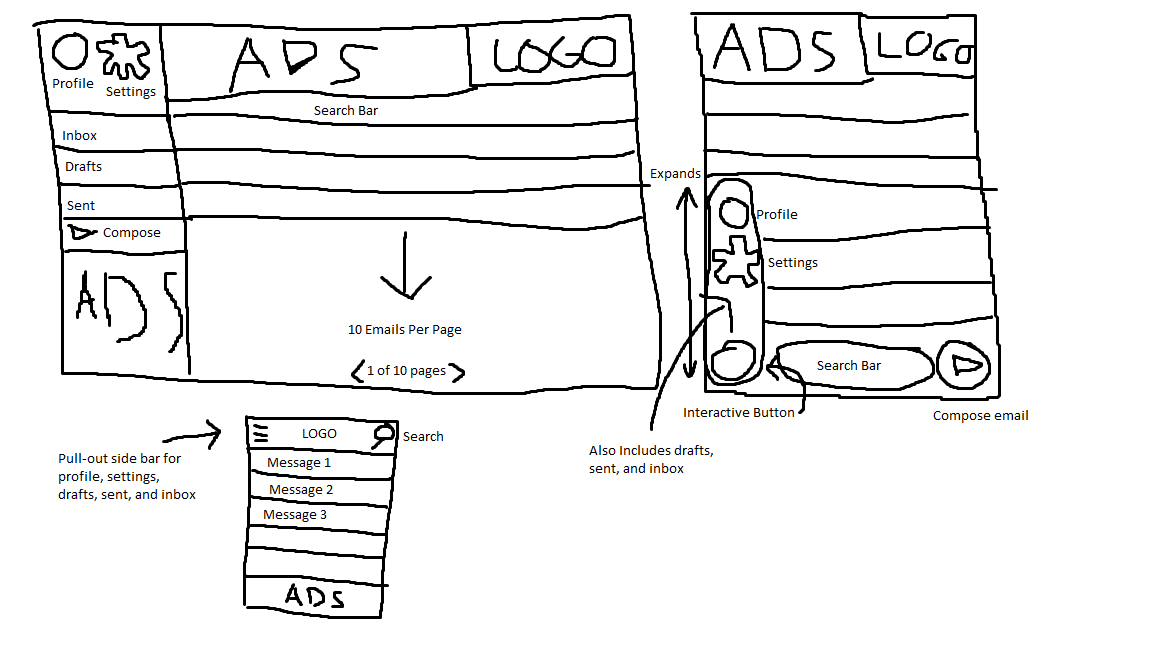 ADS
LOGO
Profile
Settings
Search Bar
Inbox
Drafts
Sent
Compose
ADS
10 Emails Per Page
1 of 10 pages
ADS
LOGO
Expands
Profile
Settings
Search Bar
Interactive Button
Compose email
Also Includes drafts,
sent, and inbox
Pull-out side bar for
profile, settings,
drafts, sent, and inbox
LOGO
Search
Message 1
Message 2
Message 3
ADS